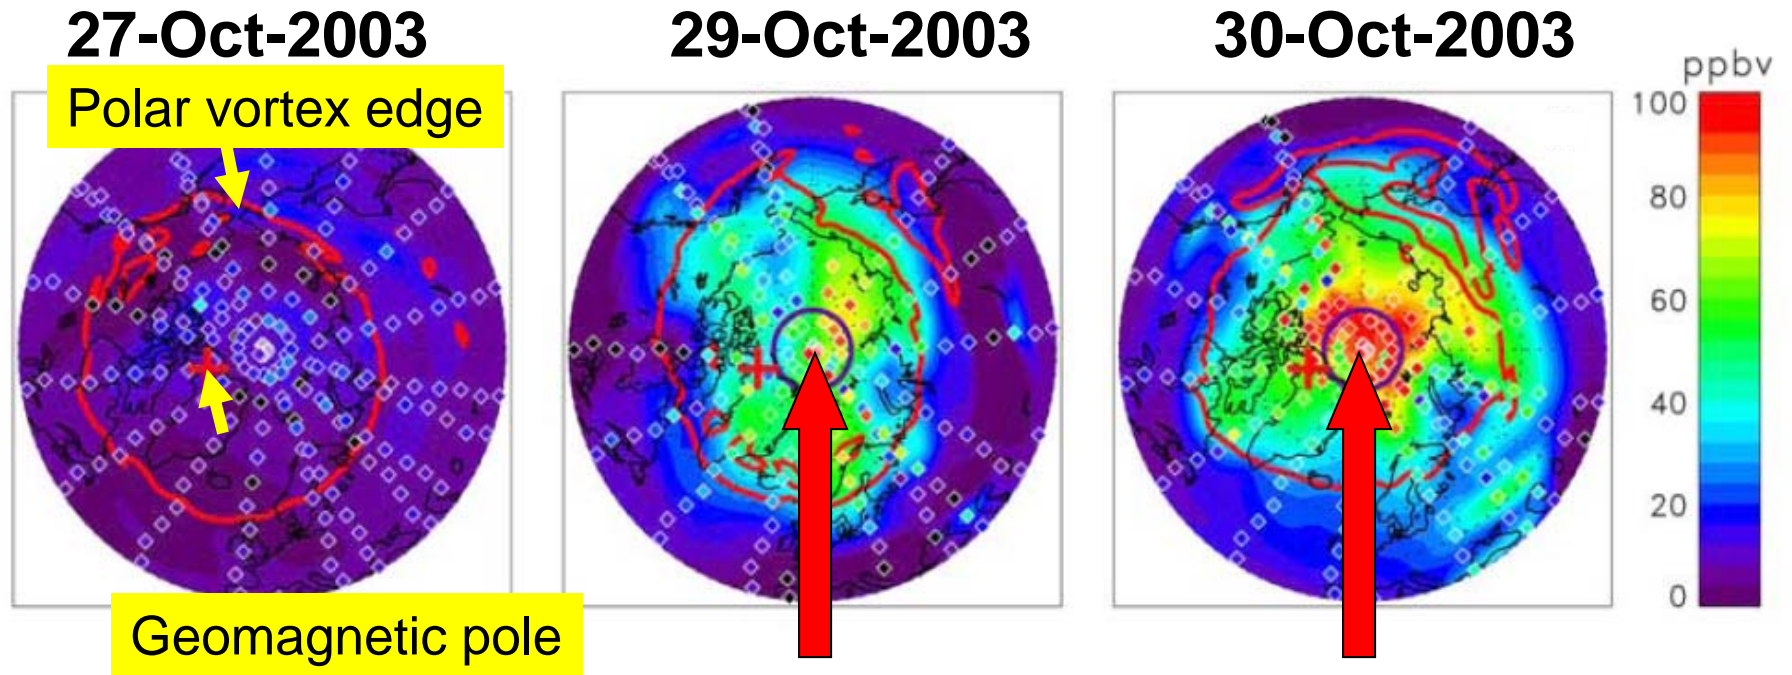 27-Oct-2003
29-Oct-2003
30-Oct-2003
Polar vortex edge
Geomagnetic pole
ppbv
100
80
60
40
20
0